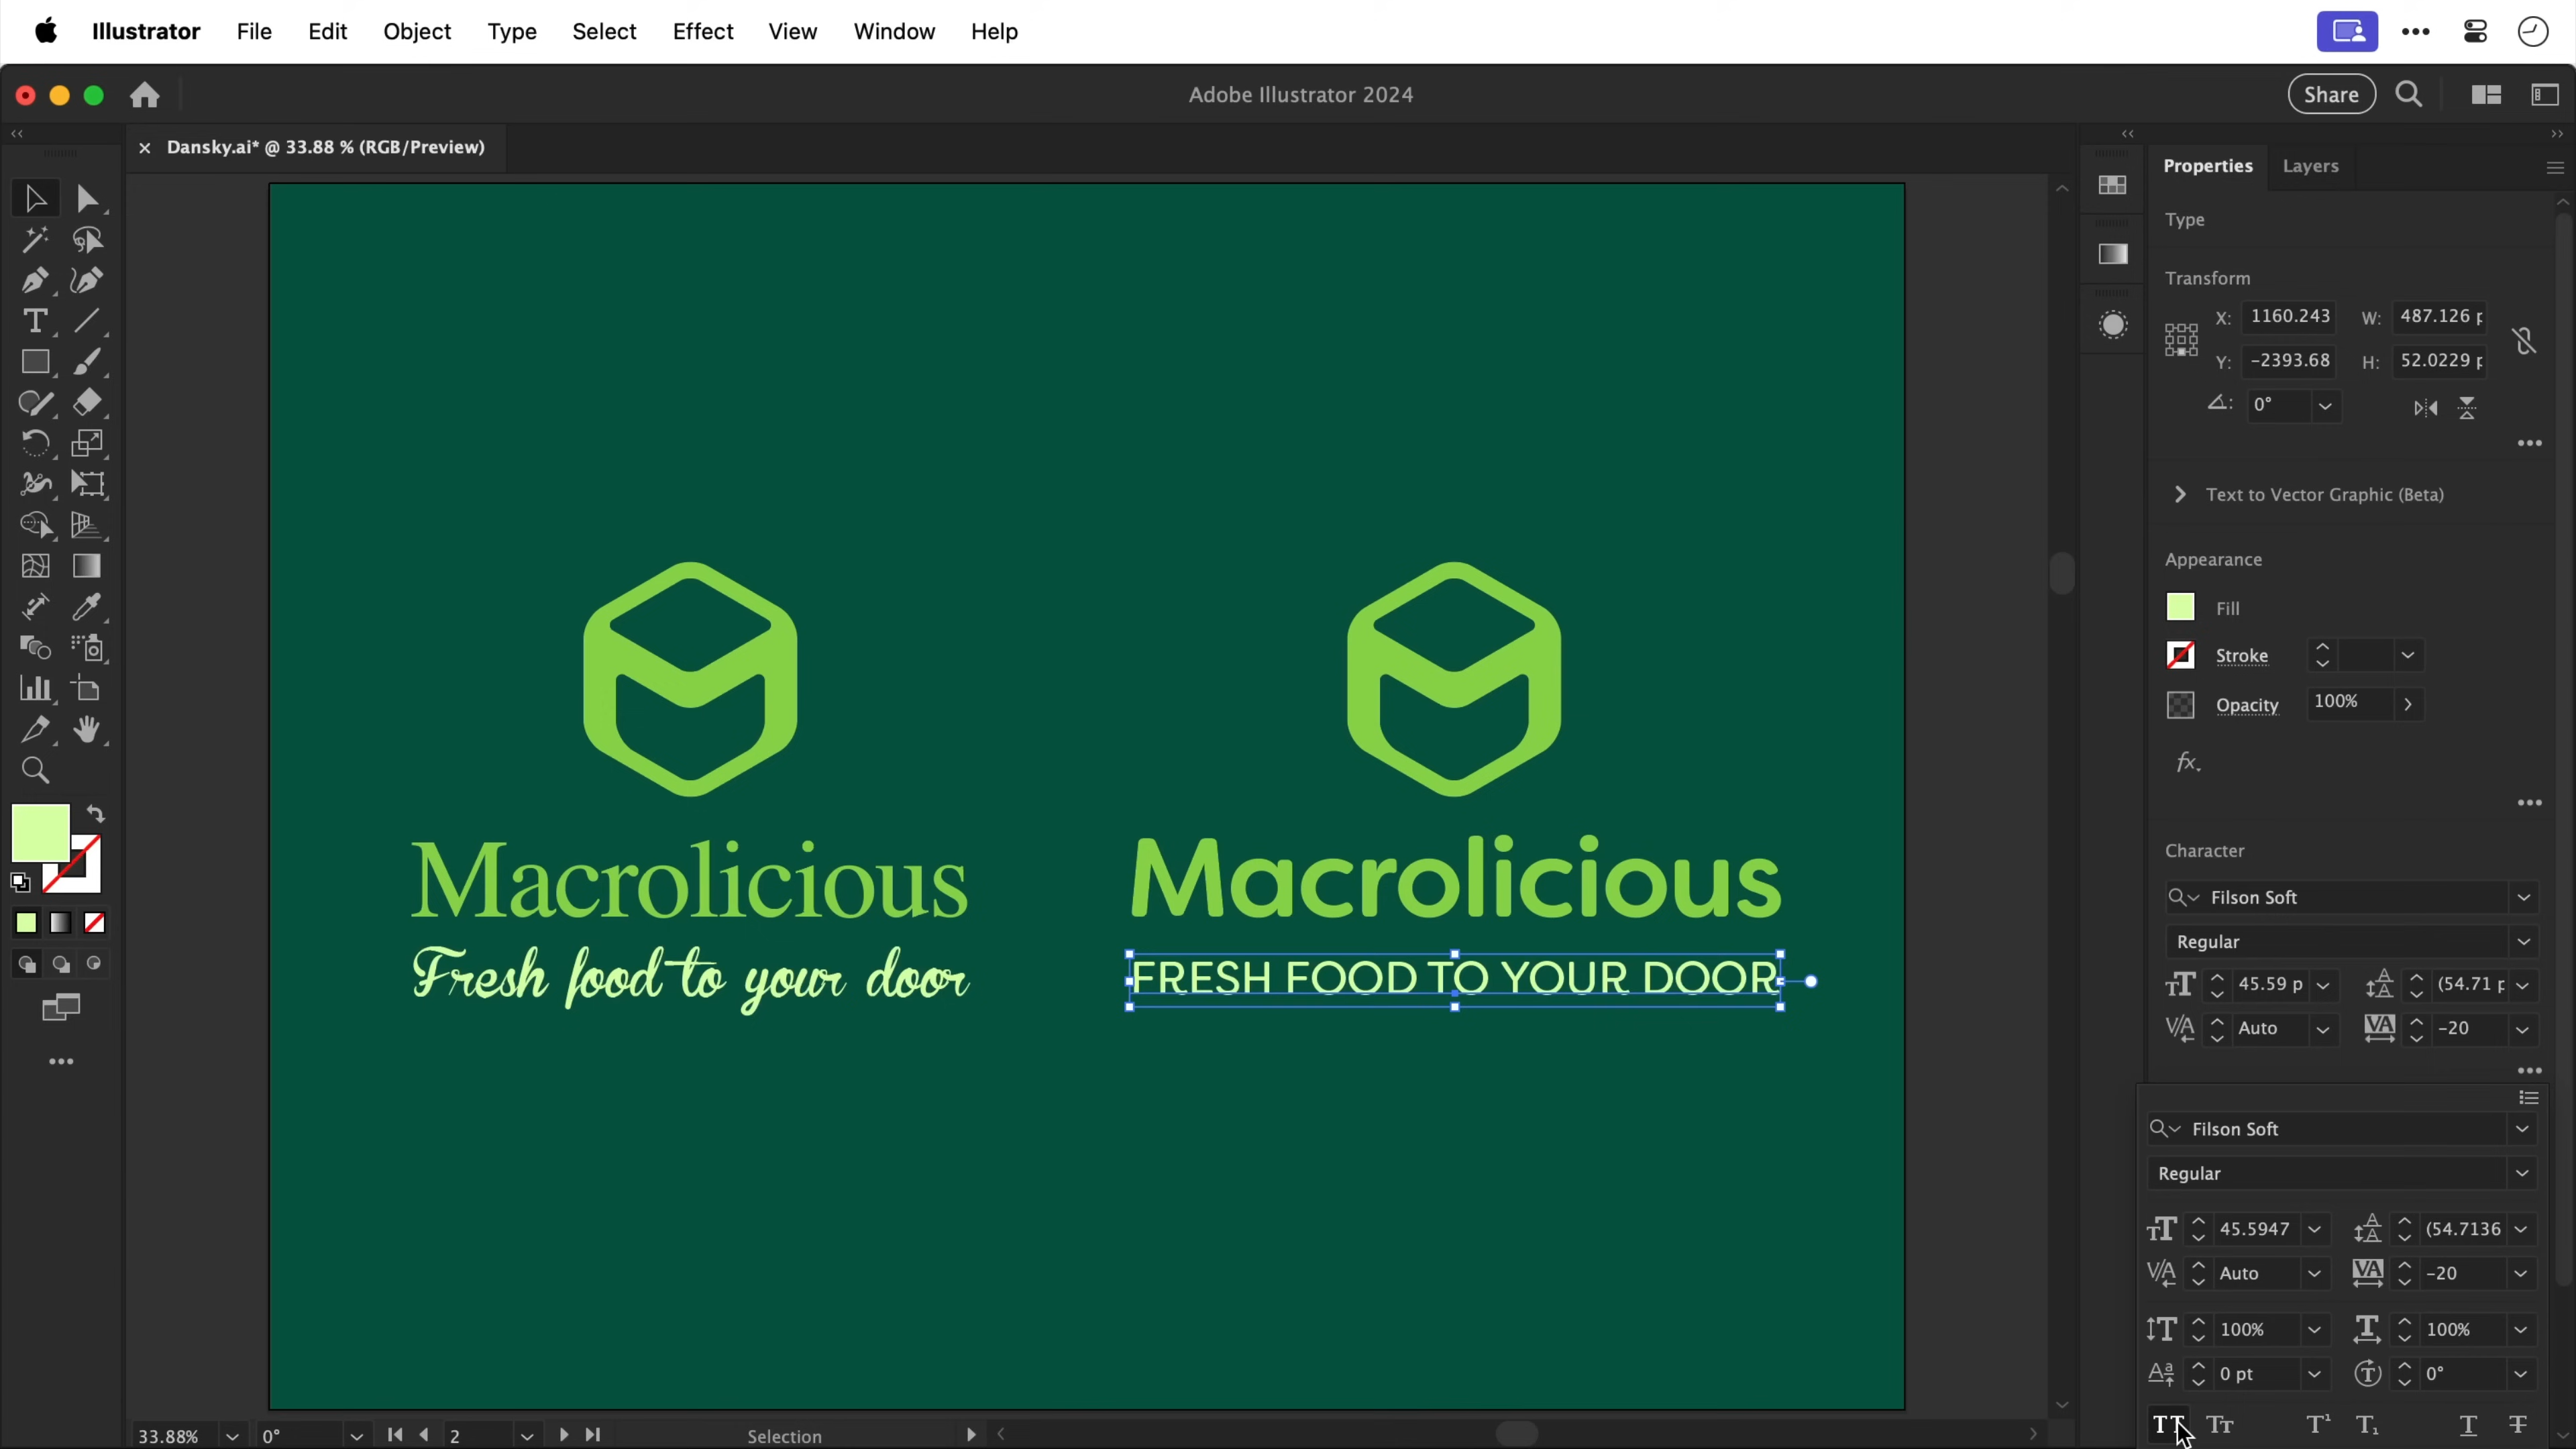 Illustrator File Edit Object Type Select Effect View Window Help
Adobe Illustrator 2024
Share
× Dansky.ai* @ 33.88 % (RGB/Preview)
Properties Layers
Type
Transform
X: 1160.243 W: 487.126 p
Y: -2393.68 H: 52.0229 p
0°
Text to Vector Graphic (Beta)
Appearance
Fill
Stroke
Opacity 100%
fx
Macrolicious
Fresh food to your door
Macrolicious
FRESH FOOD TO YOUR DOOR
Character
Filson Soft
Regular
45.59 p (54.71 p
Auto -20
Filson Soft
Regular
45.5947 (54.7136
Auto -20
100% 100%
0 pt 0°
33.88% 0° 2 Selection